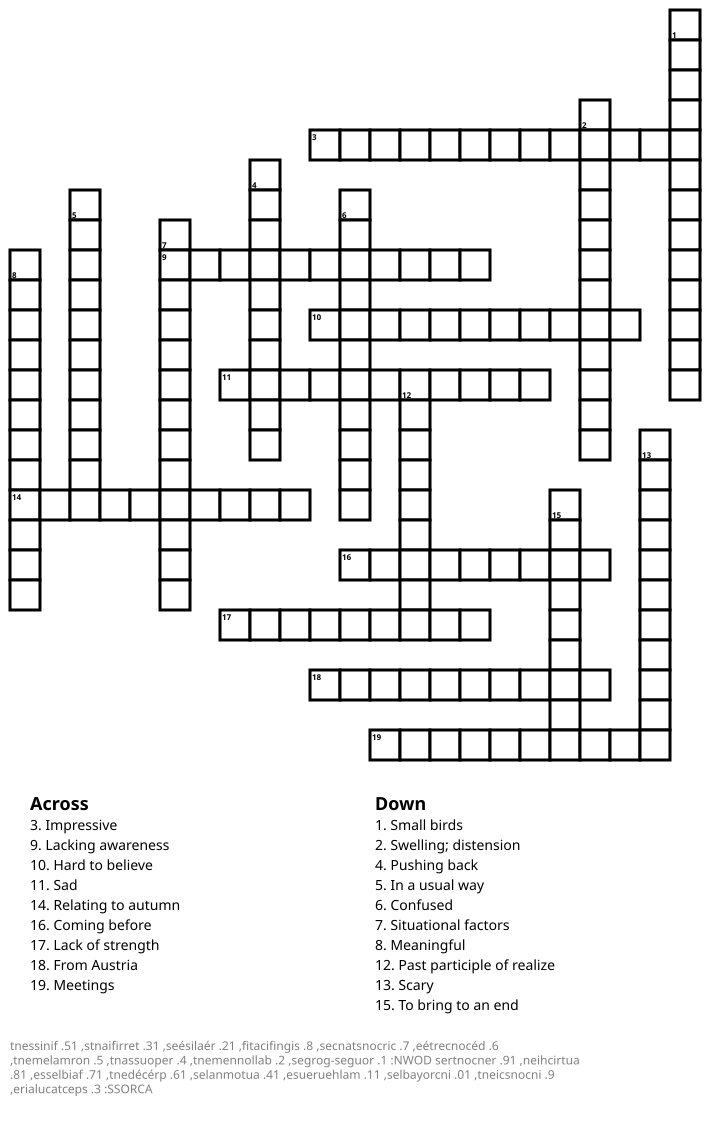 1
2
3
4
5
6
7
9
8
10
11
12
13
14
15
16
17
18
19
Across
3. Impressive
9. Lacking awareness
10. Hard to believe
11. Sad
14. Relating to autumn
16. Coming before
17. Lack of strength
18. From Austria
19. Meetings
Down
1. Small birds
2. Swelling; distension
4. Pushing back
5. In a usual way
6. Confused
7. Situational factors
8. Meaningful
12. Past participle of realize
13. Scary
15. To bring to an end
tnessinif .51 ,stnaifirret .31 ,seésilaér .21 ,fitacifingis .8 ,secnatsnocric .7 ,eétrecnocéd .6
,tnemelamron .5 ,tnassuoper .4 ,tnemennollab .2 ,segrog-seguor .1 :NWOD sertnocner .91 ,neihcirtua
.81 ,esselbiaf .71 ,tnedécérp .61 ,selanmotua .41 ,esueruehlam .11 ,selbayorcni .01 ,tneicsnocni .9
,erialucatceps .3 :SSORCA